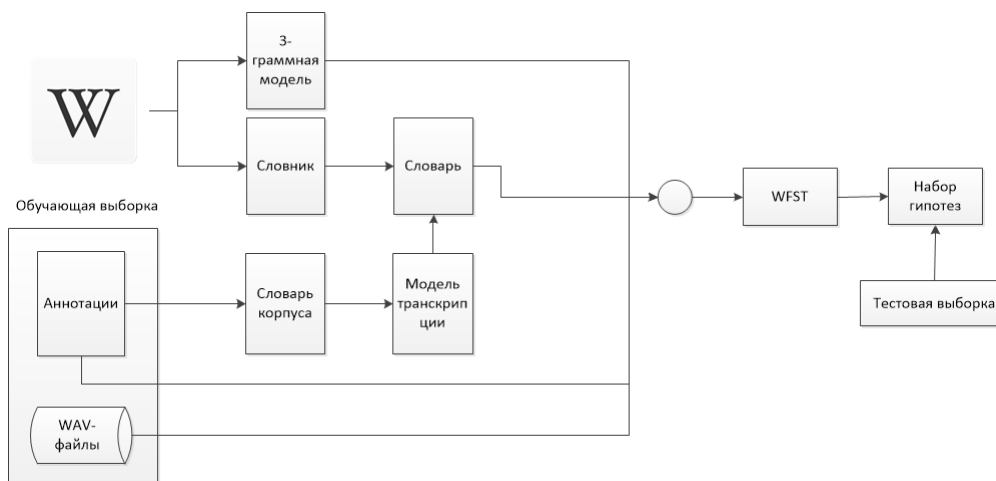 3-
граммная
модель
W
Словник
Словарь
WFST
Набор
гипотез
Обучающая выборка
Аннотации
Словарь
корпуса
Модель
транскрип
ции
Тестовая выборка
WAV-
файлы